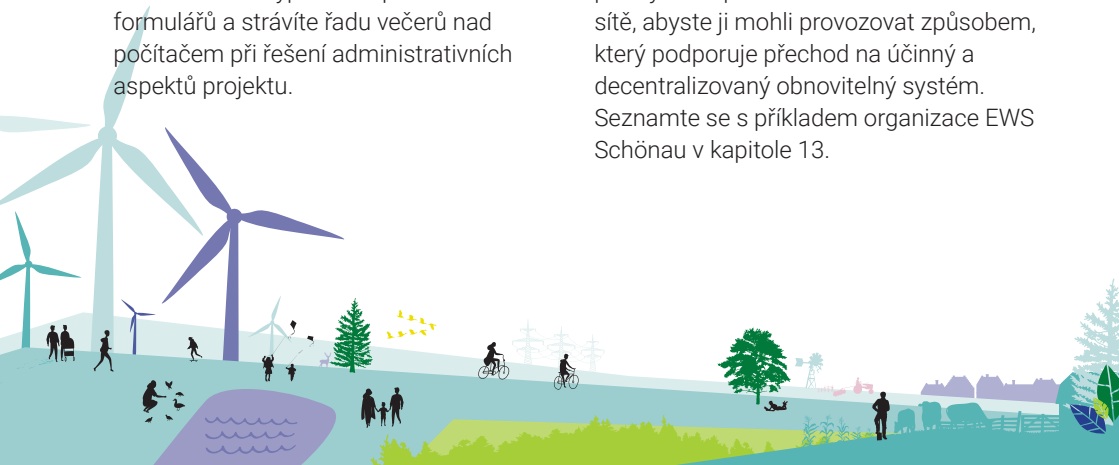 formulářů a strávíte řadu večerů nad
počítačem při řešení administrativních
aspektů projektu.
sítě, abyste ji mohli provozovat způsobem,
který podporuje přechod na účinný a
decentralizovaný obnovitelný systém.
Seznamte se s příkladem organizace EWS
Schönau v kapitole 13.